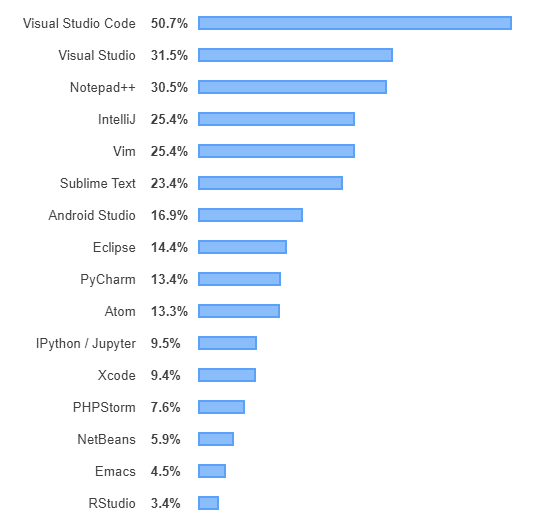 Visual Studio Code 50.7%
Visual Studio 31.5%
Notepad++ 30.5%
IntelliJ 25.4%
Vim 25.4%
Sublime Text 23.4%
Android Studio 16.9%
Eclipse 14.4%
PyCharm 13.4%
Atom 13.3%
IPython / Jupyter 9.5%
Xcode 9.4%
PHPStorm 7.6%
NetBeans 5.9%
Emacs 4.5%
RStudio 3.4%